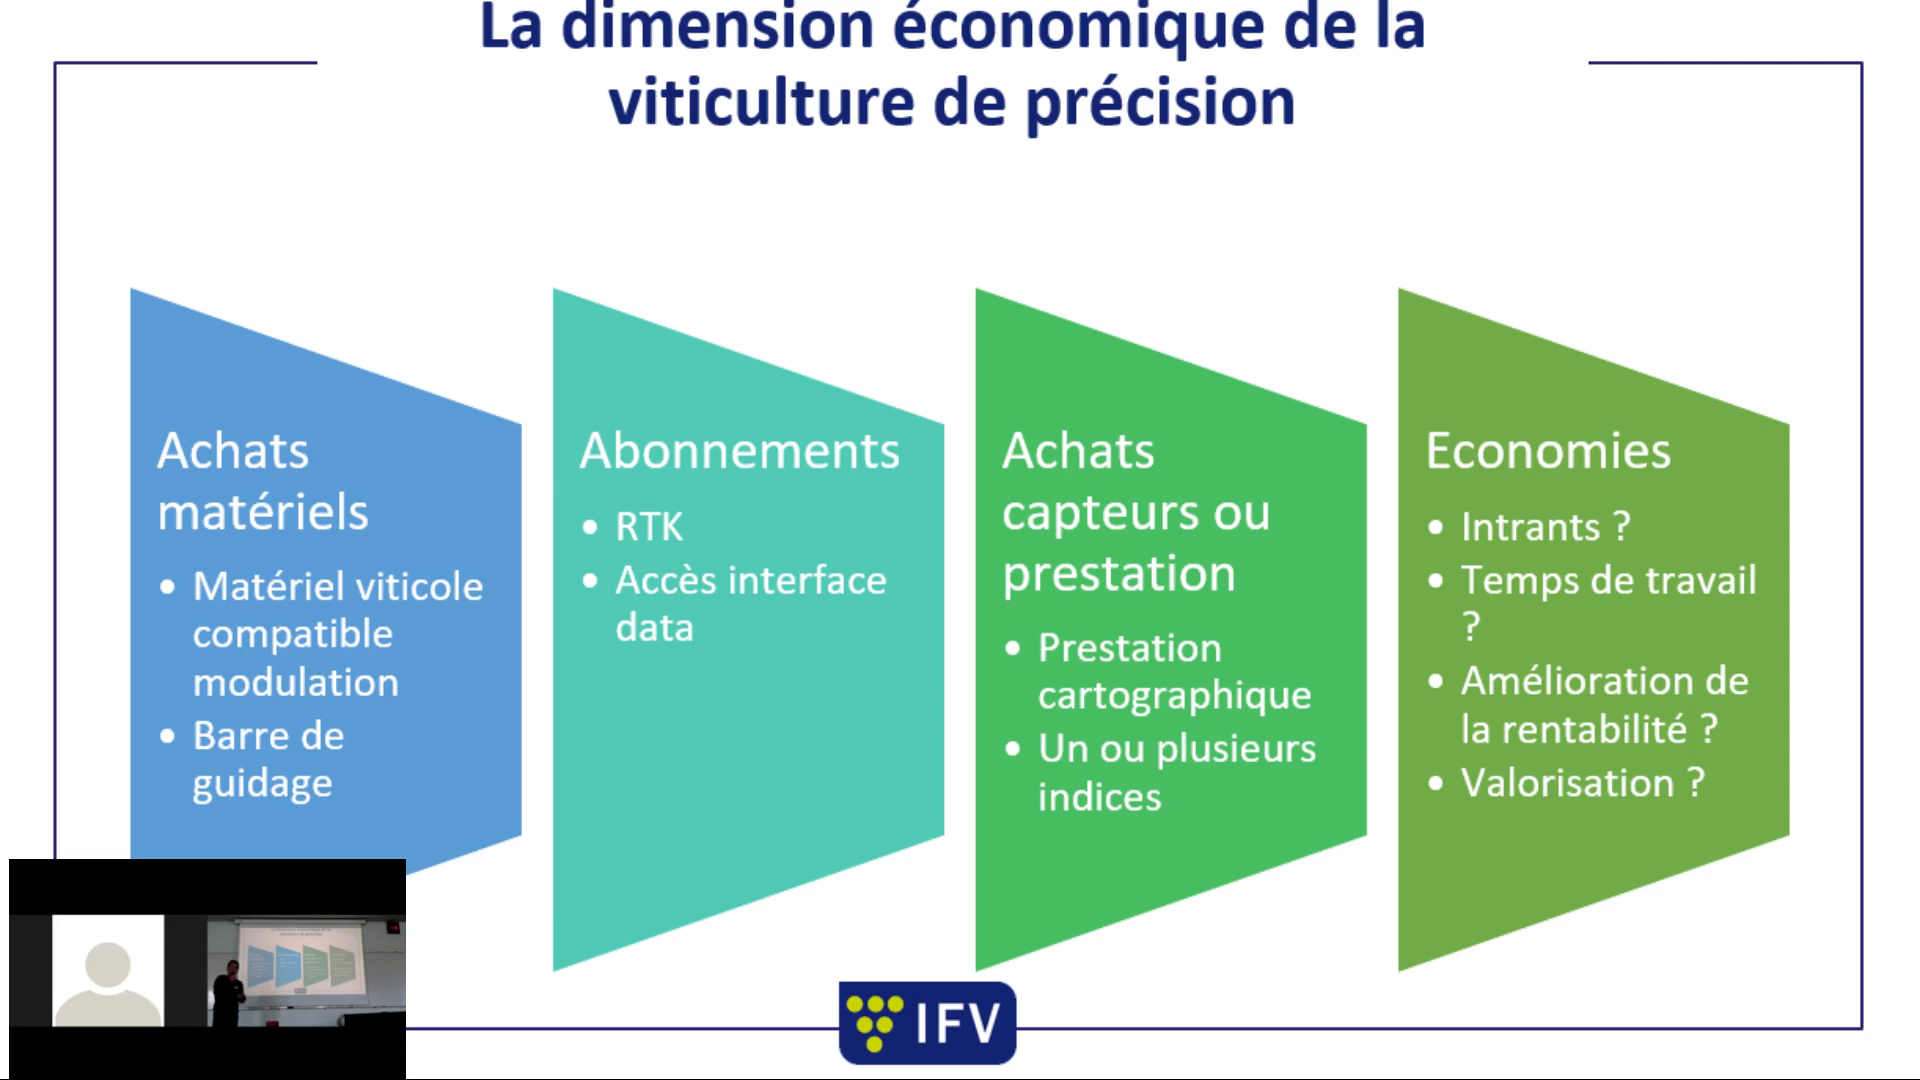 La dimension économique de la
viticulture de précision
Achats
matériels
• Matériel viticole
compatible
modulation
• Barre de
guidage
Abonnements
• RTK
• Accès interface
data
Achats
capteurs ou
prestation
• Prestation
cartographique
• Un ou plusieurs
indices
Economies
• Intrants ?
• Temps de travail
?
• Amélioration de
la rentabilité ?
• Valorisation ?
IFV